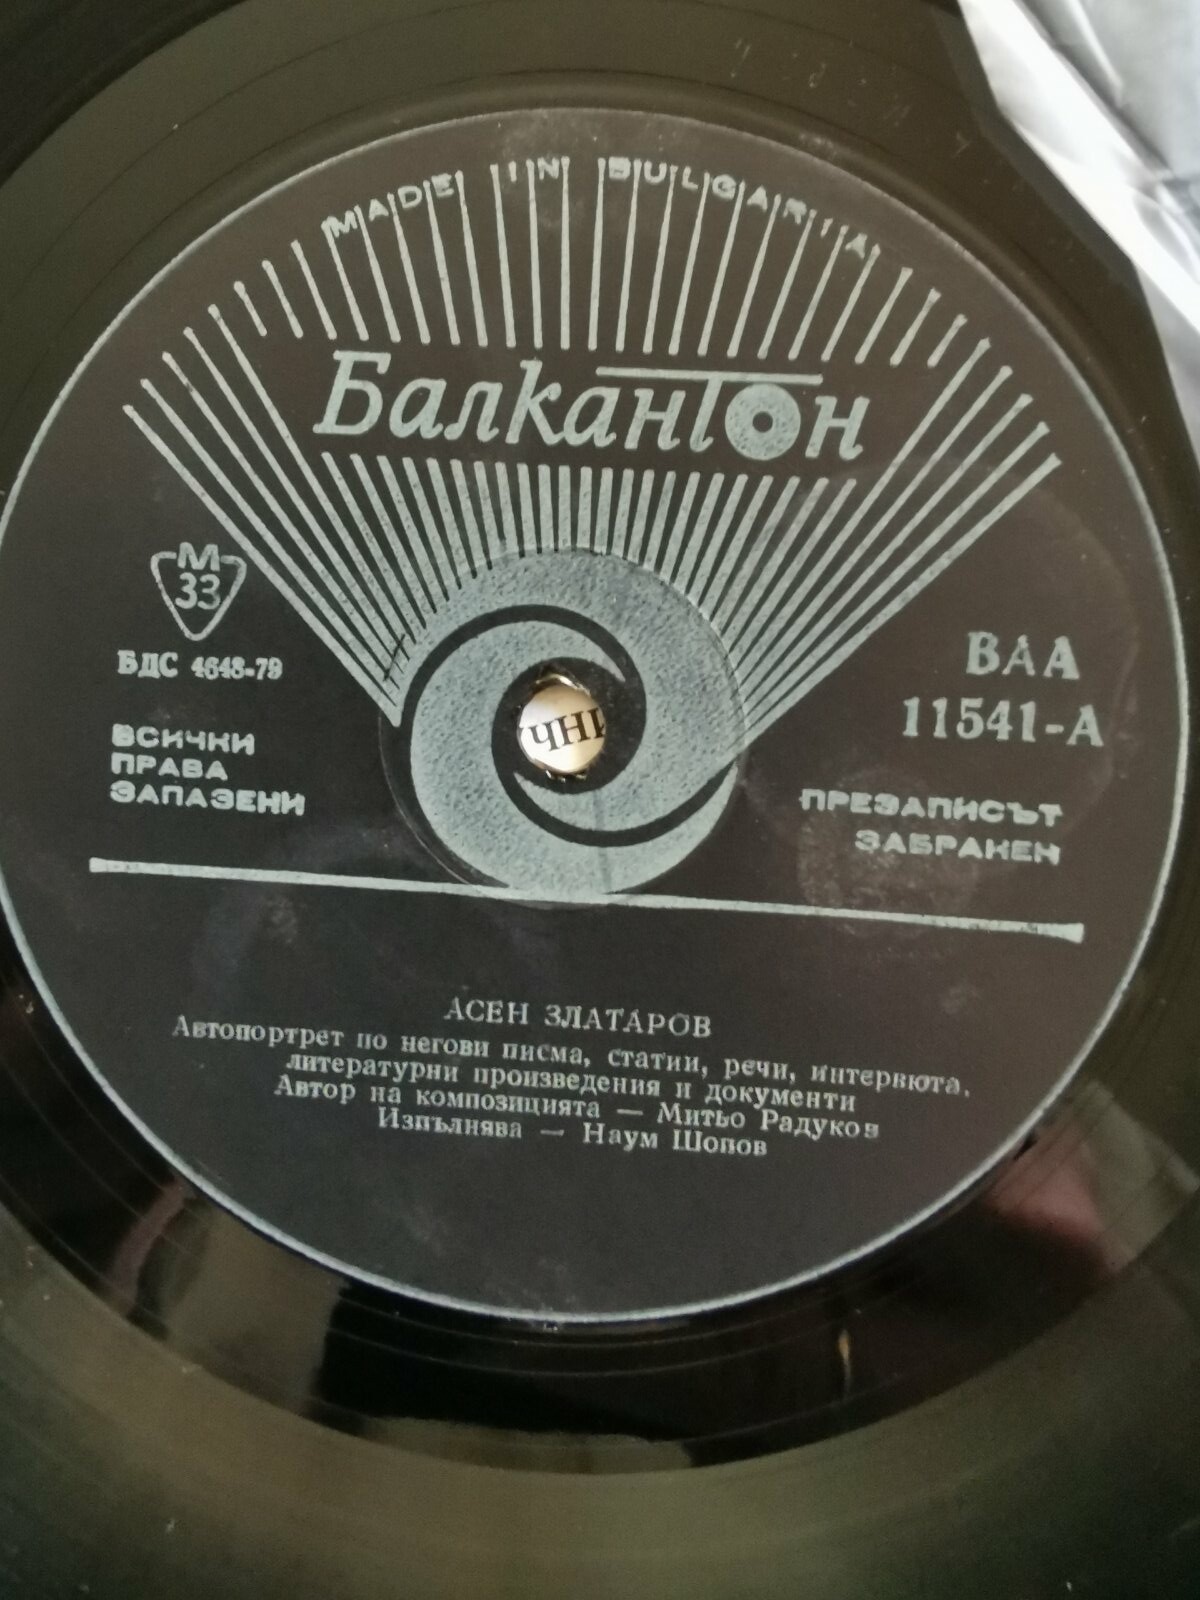 MADE IN BULGARIA
Балкантон
М
33
БДС 4648-79
ВСИЧКИ
ПРАВА
ЗАПАЗЕНИ
ВАА
11541-А
ПРЕЗАПИСЪТ
ЗАБРАНЕН
АСЕН ЗЛАТАРОВ
Автопортрет по негови писма, статии, речи, интервюта,
литературни произведения и документи
Автор на композицията — Митьо Радуков
Изпълнява — Наум Шопов